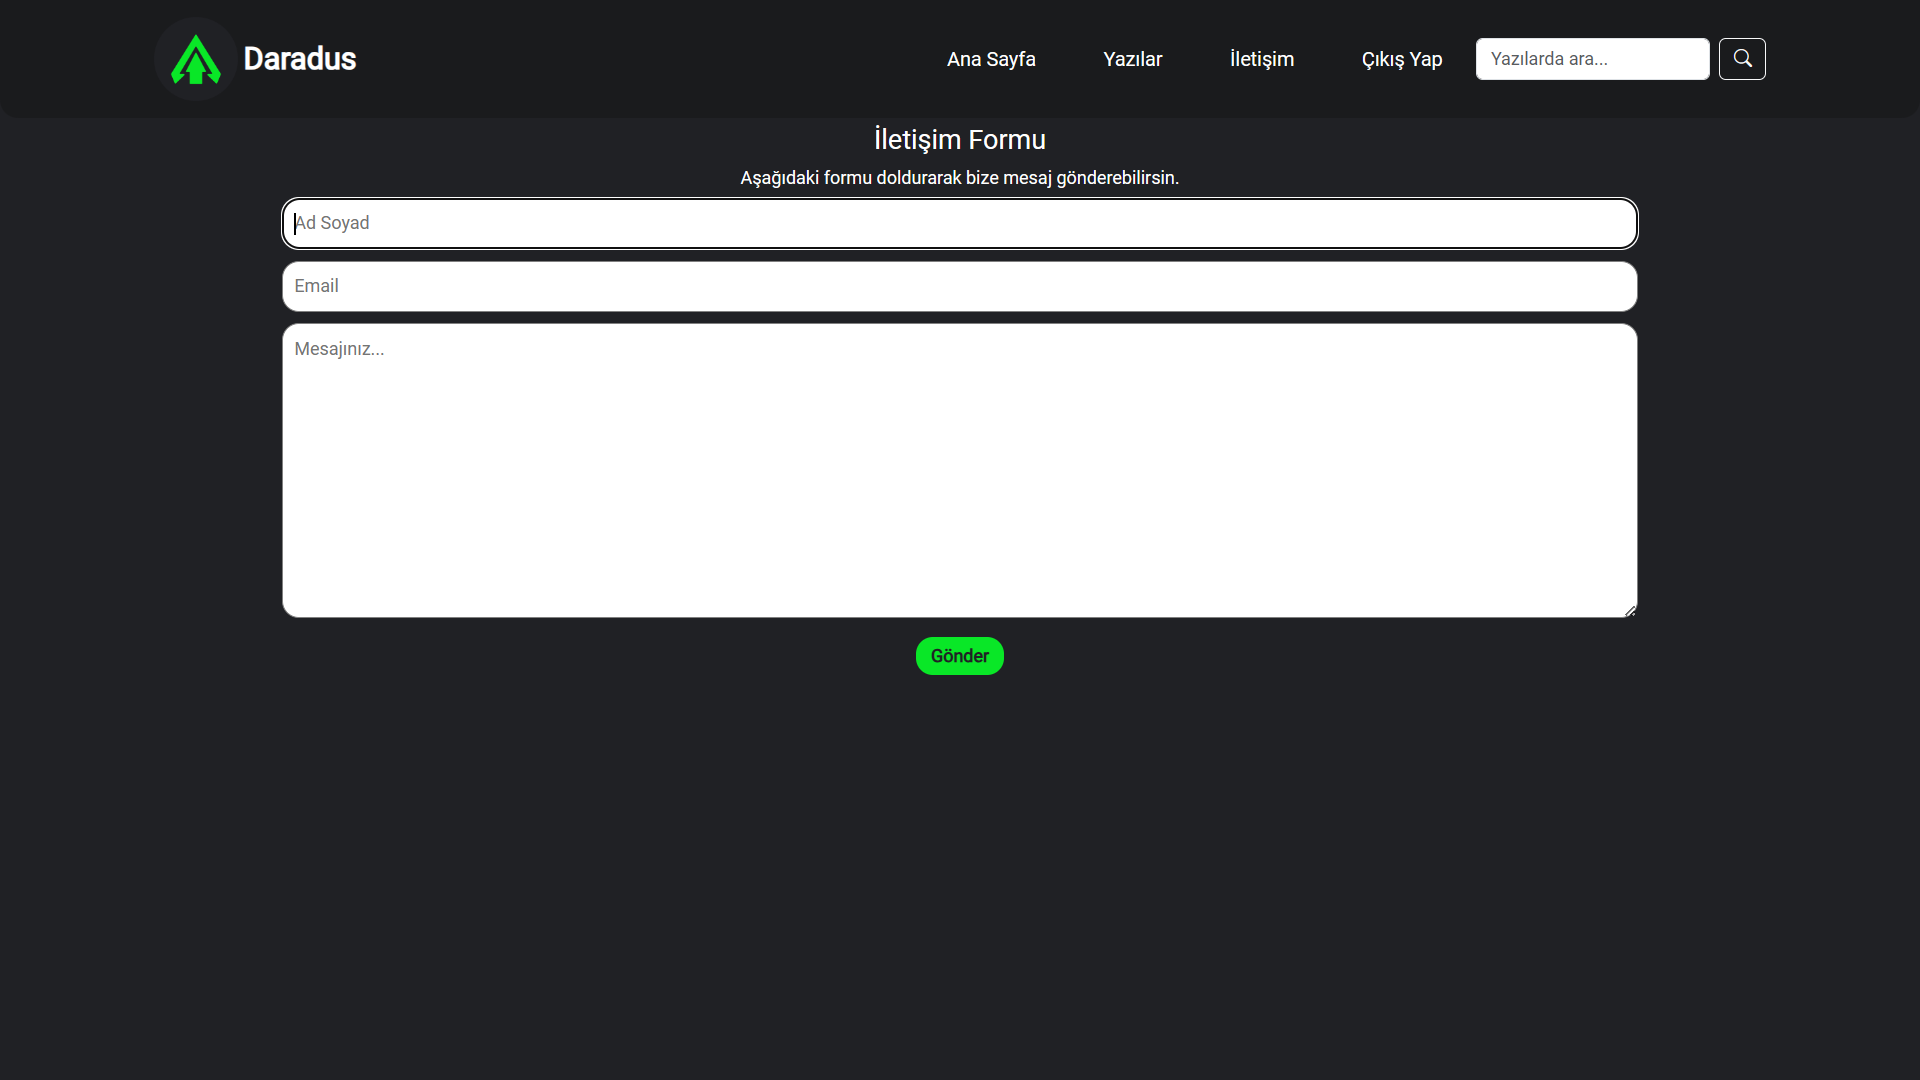 Daradus
Ana Sayfa
Yazılar
İletişim
Çıkış Yap
Yazılarda ara...
İletişim Formu
Aşağıdaki formu doldurarak bize mesaj gönderebilirsin.
Ad Soyad
Email
Mesajınız...
Gönder